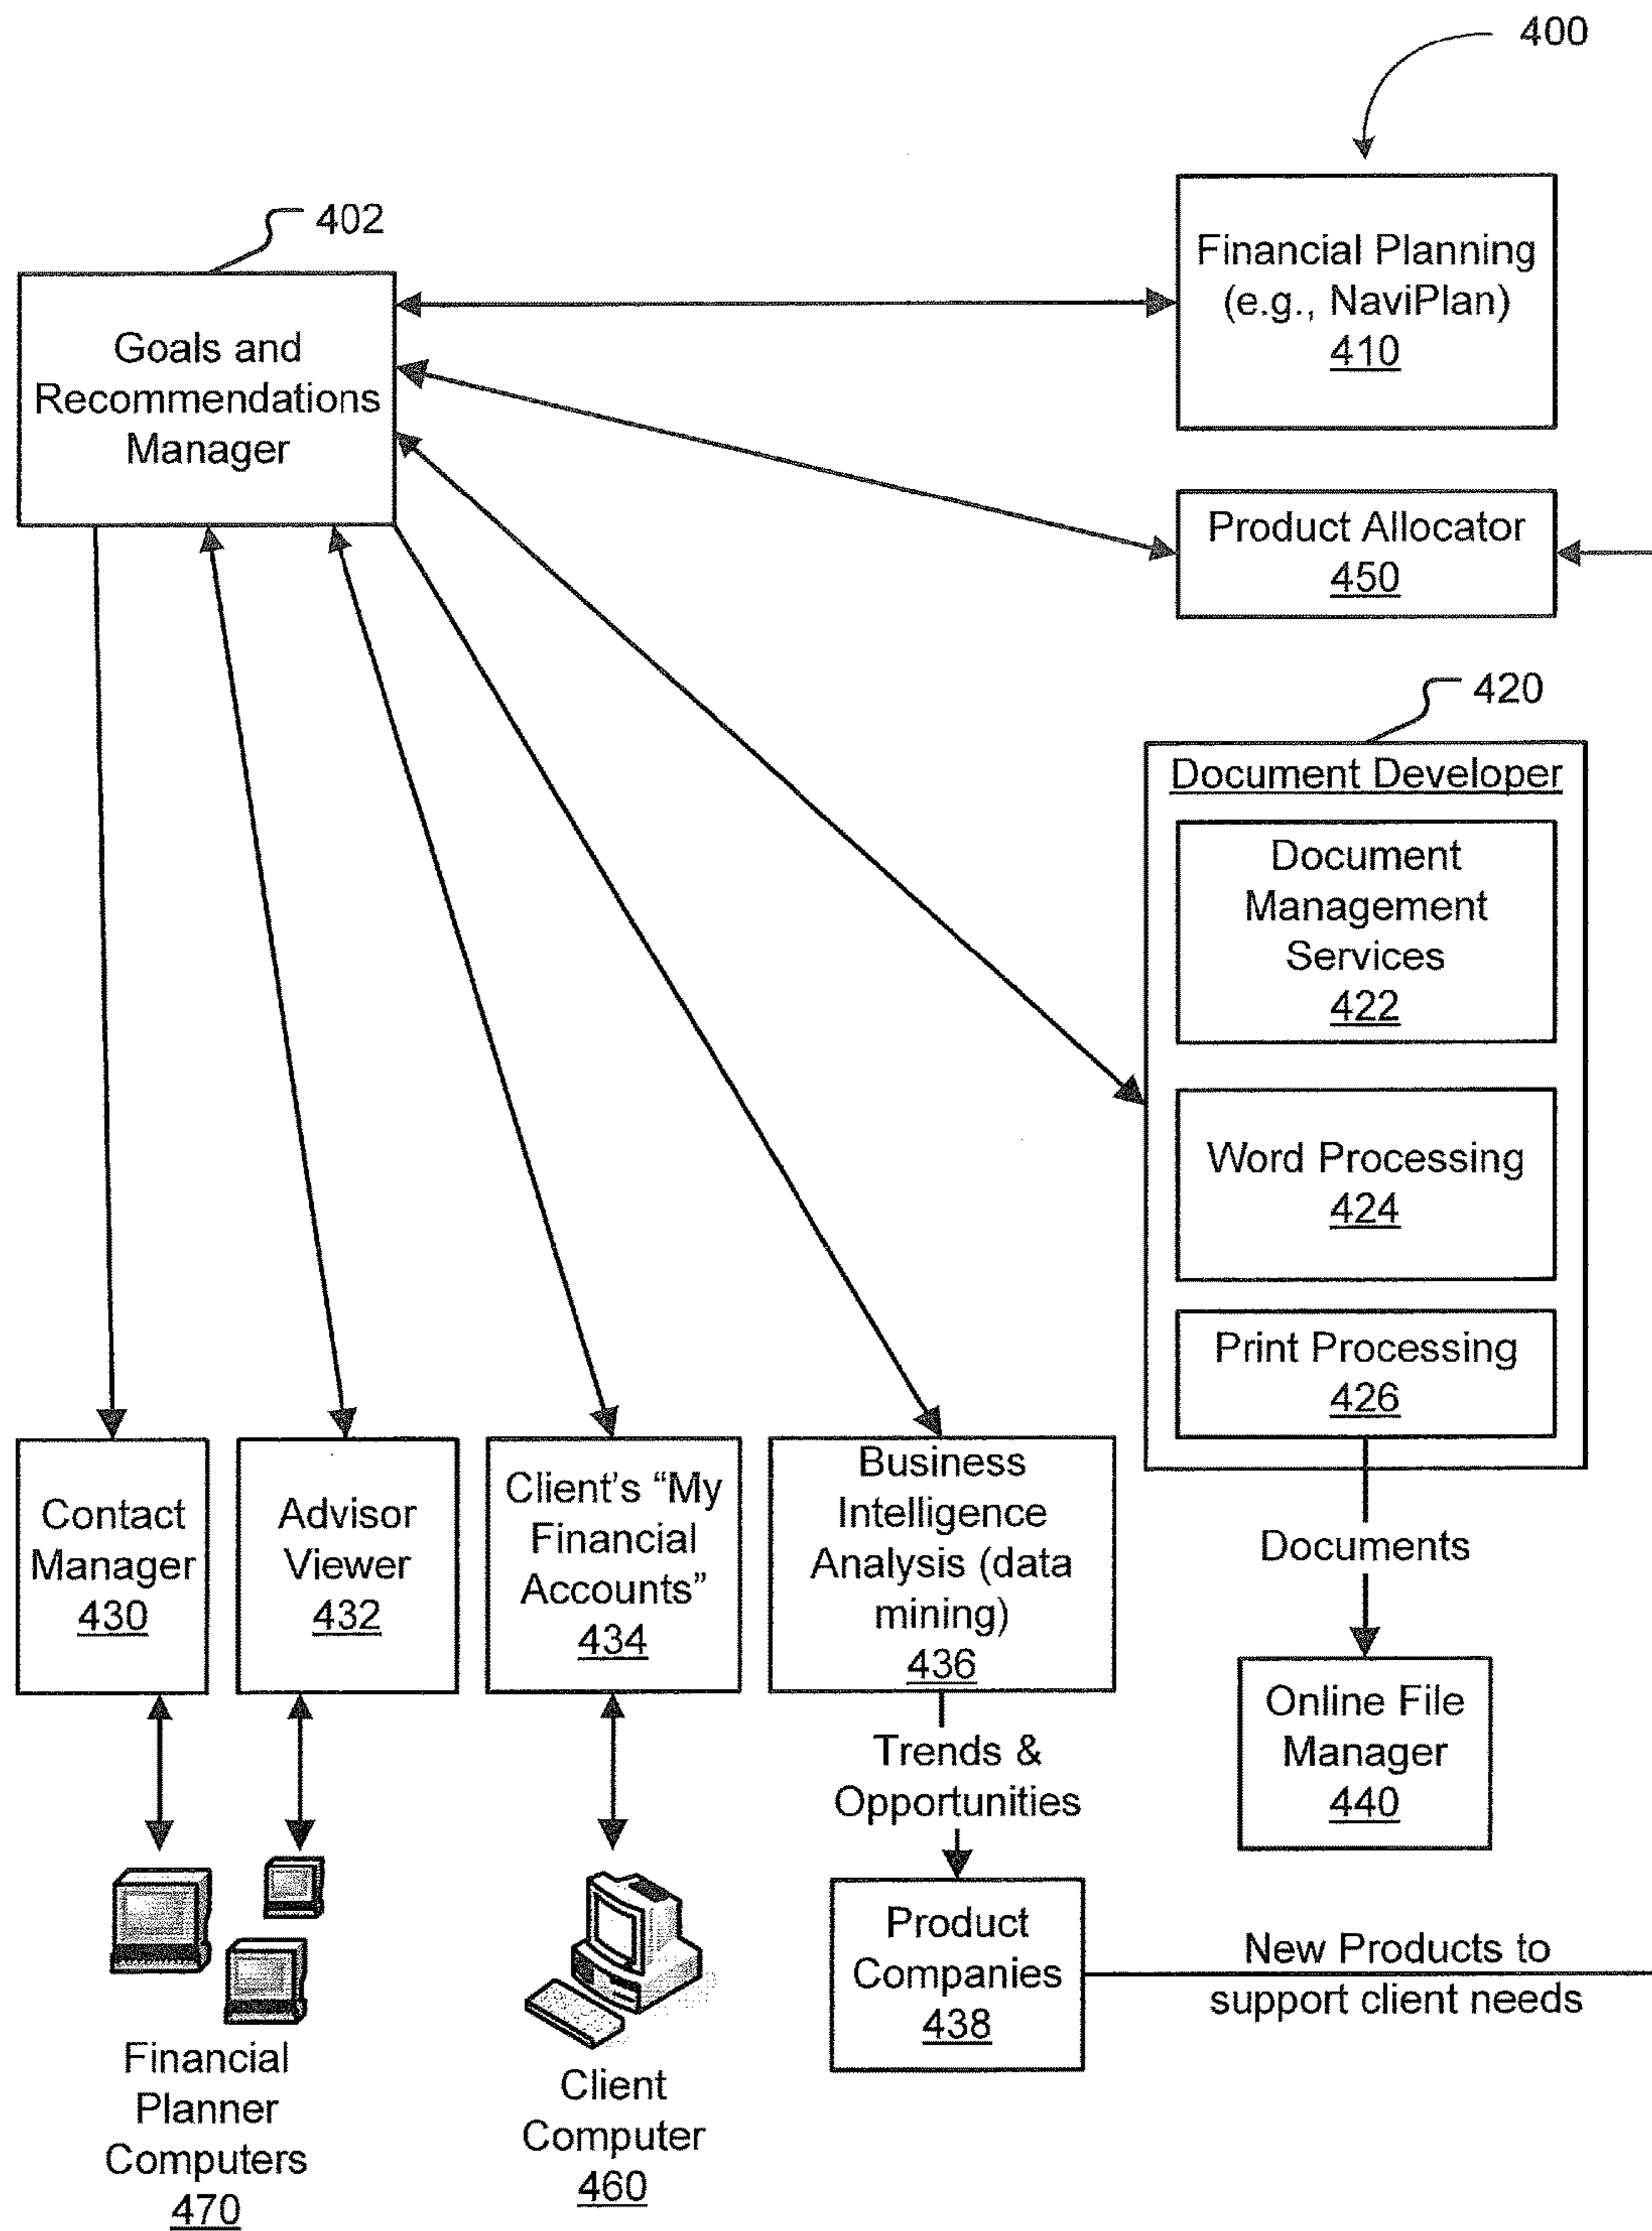 400
402
Goals and
Recommendations
Manager
Financial Planning
(e.g., NaviPlan)
410
Product Allocator
450
420
Document Developer
Document
Management
Services
422
Word Processing
424
Print Processing
426
Contact
Manager
430
Advisor
Viewer
432
Client's “My
Financial
Accounts”
434
Business
Intelligence
Analysis (data
mining)
436
Documents
Online File
Manager
440
Trends &
Opportunities
Product
Companies
438
New Products to
support client needs
Financial
Planner
Computers
470
Client
Computer
460